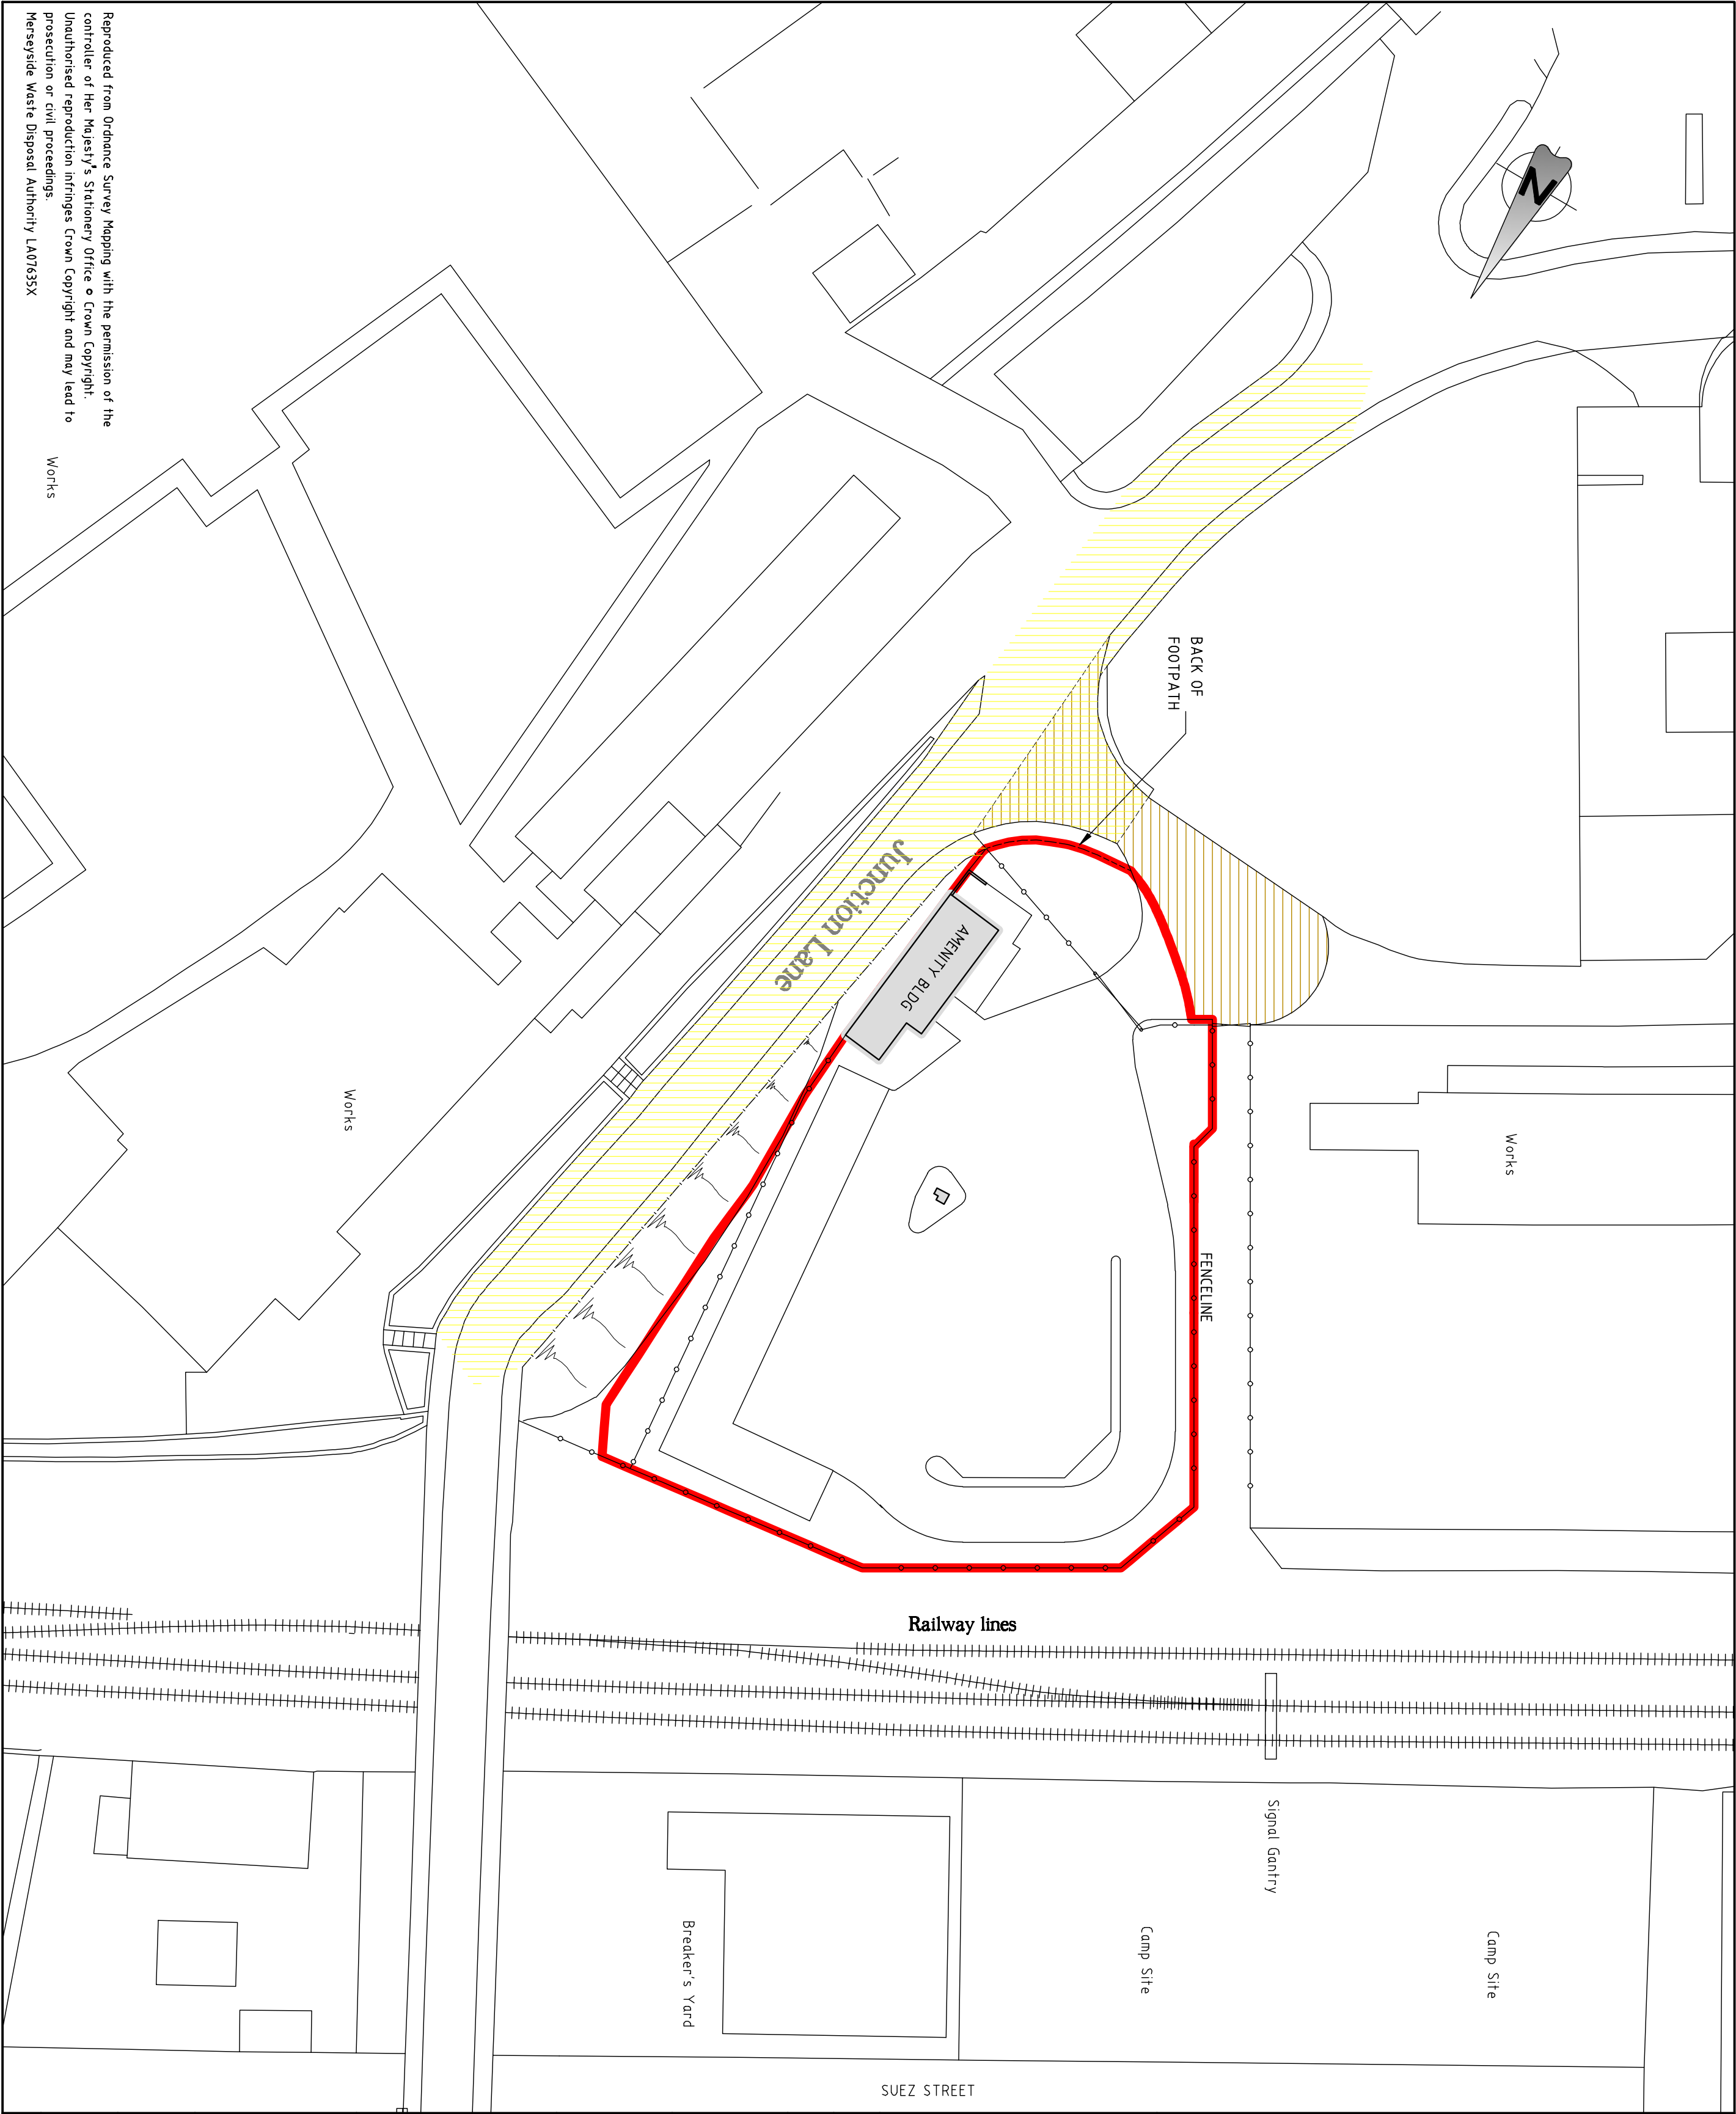 Reproduced from Ordnance Survey Mapping with the permission of the
controller of Her Majesty's Stationery Office © Crown Copyright.
Unauthorised reproduction infringes Crown Copyright and may lead to
prosecution or civil proceedings.
Merseyside Waste Disposal Authority LA07635X
Works
N
BACK OF
FOOTPATH
Junction Lane
AMENITY BLDG
Works
Works
FENCELINE
Railway lines
Signal Gantry
Camp Site
Camp Site
Breaker's Yard
SUEZ STREET